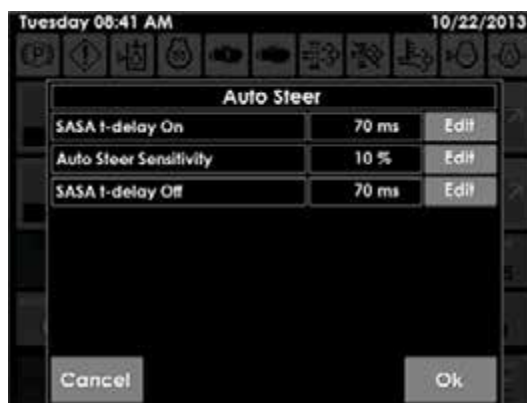 Tuesday 08:41 AM 10/22/2013
Auto Steer
SASA t-delay On 70 ms Edit
Auto Steer Sensitivity 10 % Edit
SASA t-delay Off 70 ms Edit
Cancel Ok